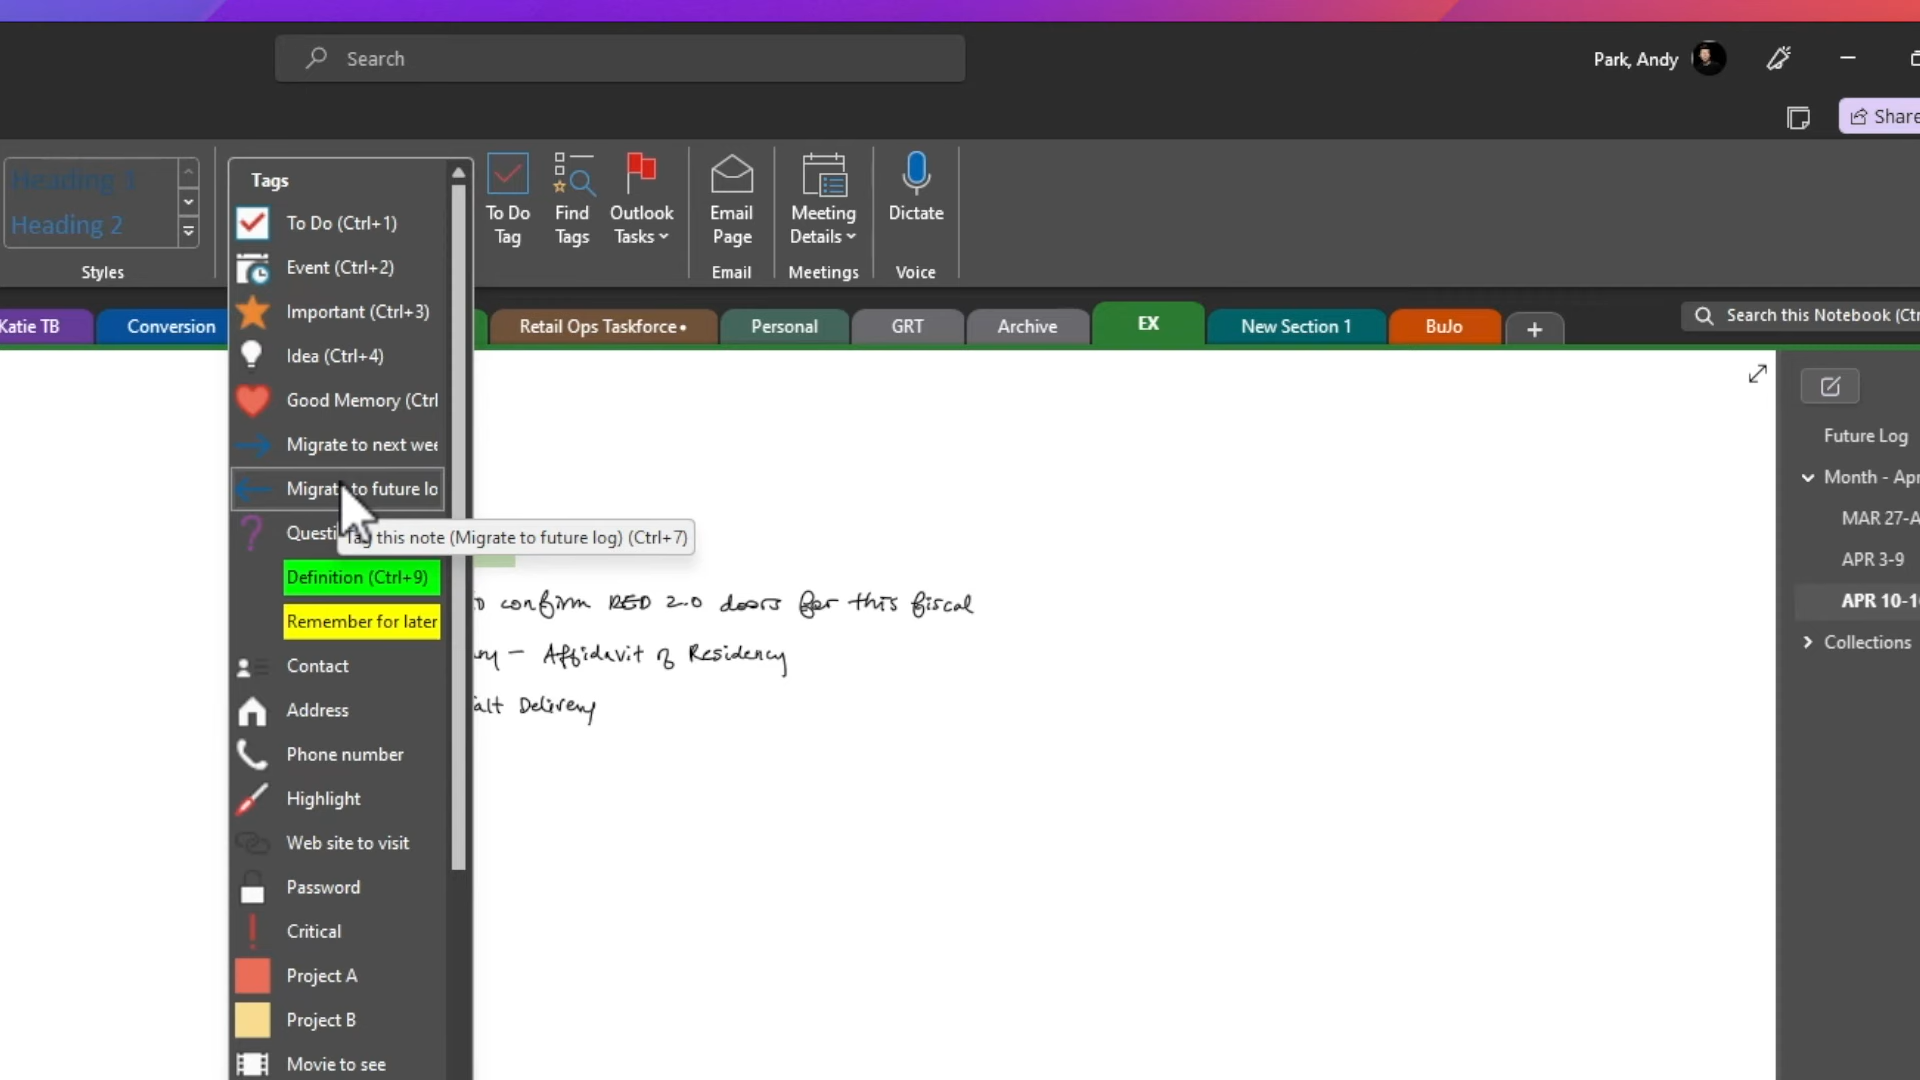 Search
Park, Andy
Share
Heading 1
Heading 2
Styles
Tags
To Do (Ctrl+1)
Event (Ctrl+2)
Important (Ctrl+3)
Idea (Ctrl+4)
Good Memory (Ctrl
Migrate to next wee
Migrate to future lo
Questi
Tag this note (Migrate to future log) (Ctrl+7)
Definition (Ctrl+9)
Remember for later
Contact
Address
Phone number
Highlight
Web site to visit
Password
Critical
Project A
Project B
Movie to see
To Do Tag
Find Tags
Outlook Tasks
Email Page
Email
Meeting Details
Meetings
Dictate
Voice
Katie TB
Conversion
Retail Ops Taskforce•
Personal
GRT
Archive
EX
New Section 1
BuJo
+
Search this Notebook (Ctr
to confirm RED 2.0 doors for this fiscal
– Affidavit of Residency
alt Delivery
Future Log
Month - Apr
MAR 27-A
APR 3-9
APR 10-1
Collections